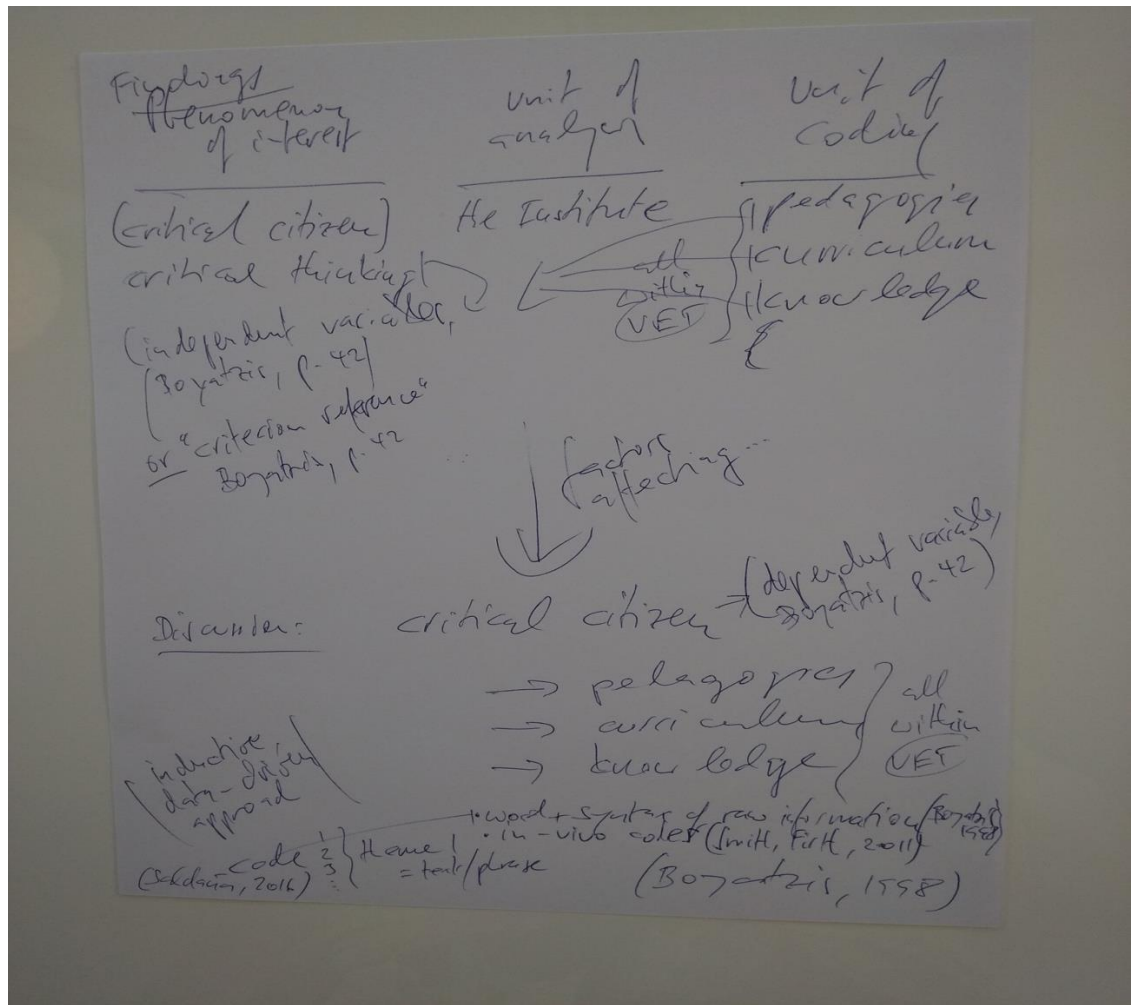 Findings
Phenomenon
of interest
unit of
analysis
Unit of
Coding
(critical citizen)
critical thinking
(independent variables,
(Boyatzis, p. 42)
or "criterion reference"
Boyatzis, p. 42
He Institute
all
within
VET
pedagogies
curriculum
knowledge
factors
affecting...
Discussion:
critical citizen → (dependent variable,
Boyatzis, p. 42)
→ pedagogies
→ curriculum
→ knowledge
all
within
VET
(inductive,
data-driven
approach)
• word + syntax of raw information (Boyatzis,
1998)
• in-vivo codes (Smith, Firth, 2011)
code 1
2
3
⋮
} theme 1
= text/phrase
(Saldaña, 2016)
(Boyatzis, 1998)